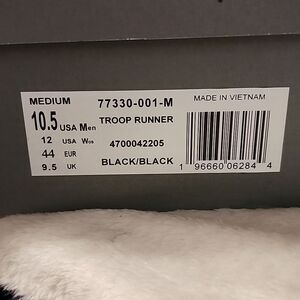 MEDIUM 77330-001-M MADE IN VIETNAM
10.5 USA Men TROOP RUNNER
12 USA Wos 4700042205
44 EUR
9.5 UK BLACK/BLACK
1 96660 06284 4